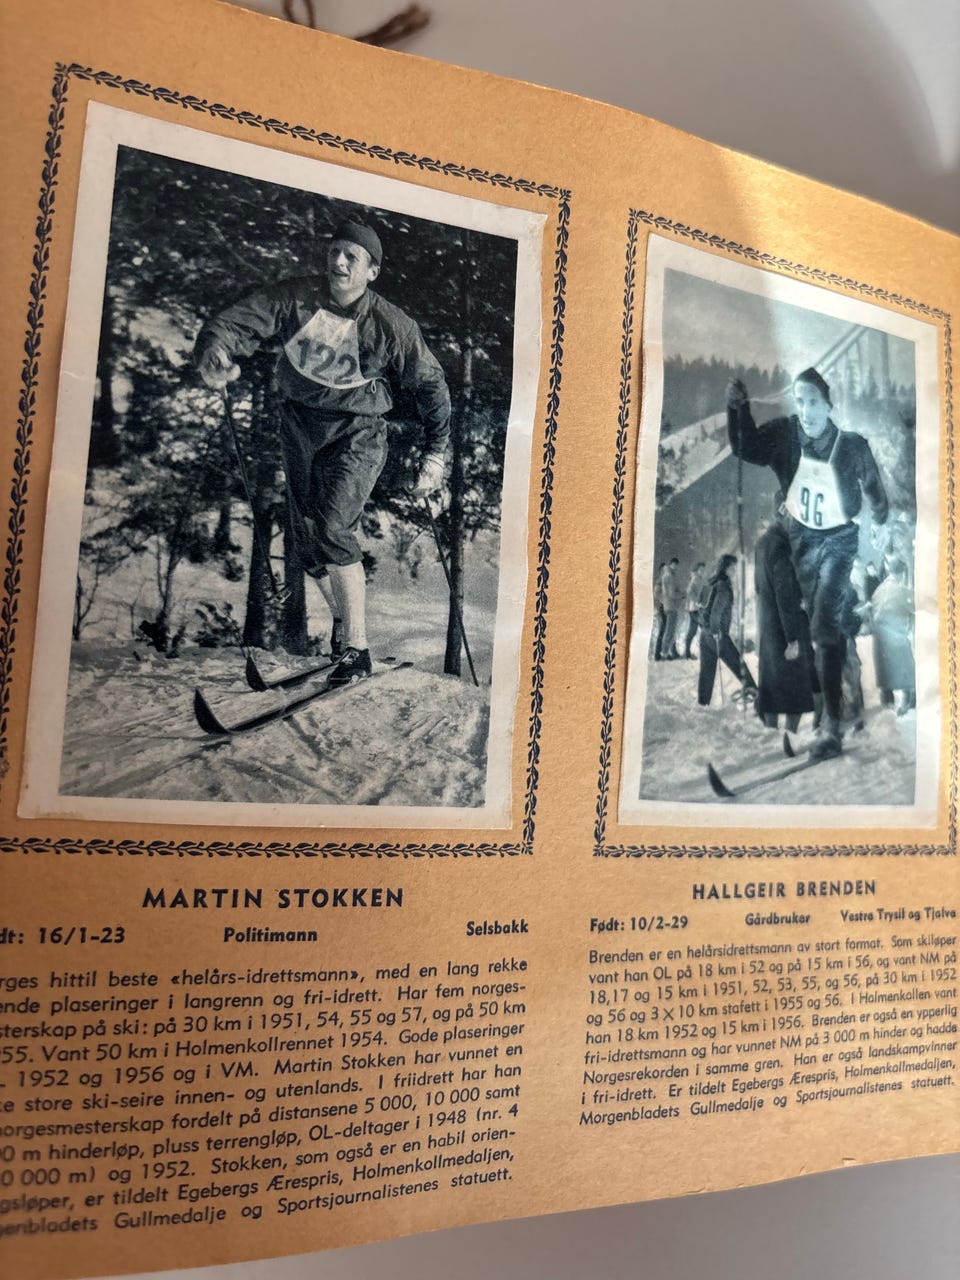 122
MARTIN STOKKEN
16/1-23 Politimann Selsbakk
hittil beste «helårs-idrettsmann», med en lang rekke
plaseringer i langrenn og fri-idrett. Har fem norges-
på ski: på 30 km i 1951, 54, 55 og 57, og på 50 km
Vant 50 km i Holmenkollrennet 1954. Gode plaseringer
1952 og 1956 og i VM. Martin Stokken har vunnet en
store ski-seire innen- og utenlands. I friidrett har han
fordelt på distansene 5 000, 10 000 samt
m hinderløp, pluss terrengløp, OL-deltager i 1948 (nr. 4
000 m) og 1952. Stokken, som også er en habil orien-
er tildelt Egebergs Ærespris, Holmenkollmedaljen,
Gullmedalje og Sportsjournalistenes statuett.
96
HALLGEIR BRENDEN
Født: 10/2-29 Gårdbruker Vestre Trysil og Tjalve
Brenden er en helårsidrettsmann av stort format. Som skiløper
vant han OL på 18 km i 52 og på 15 km i 56, og vant NM på
18,17 og 15 km i 1951, 52, 53, 55, og 56, på 30 km i 1952
og 56 og 3 × 10 km stafett i 1955 og 56. I Holmenkollen vant
han 18 km 1952 og 15 km i 1956. Brenden er også en ypperlig
fri-idrettsmann og har vunnet NM på 3 000 m hinder og hadde
Norgesrekorden i samme gren. Han er også landskampvinner
i fri-idrett. Er tildelt Egebergs Ærespris, Holmenkollmedaljen,
Morgenbladets Gullmedalje og Sportsjournalistenes statuett.